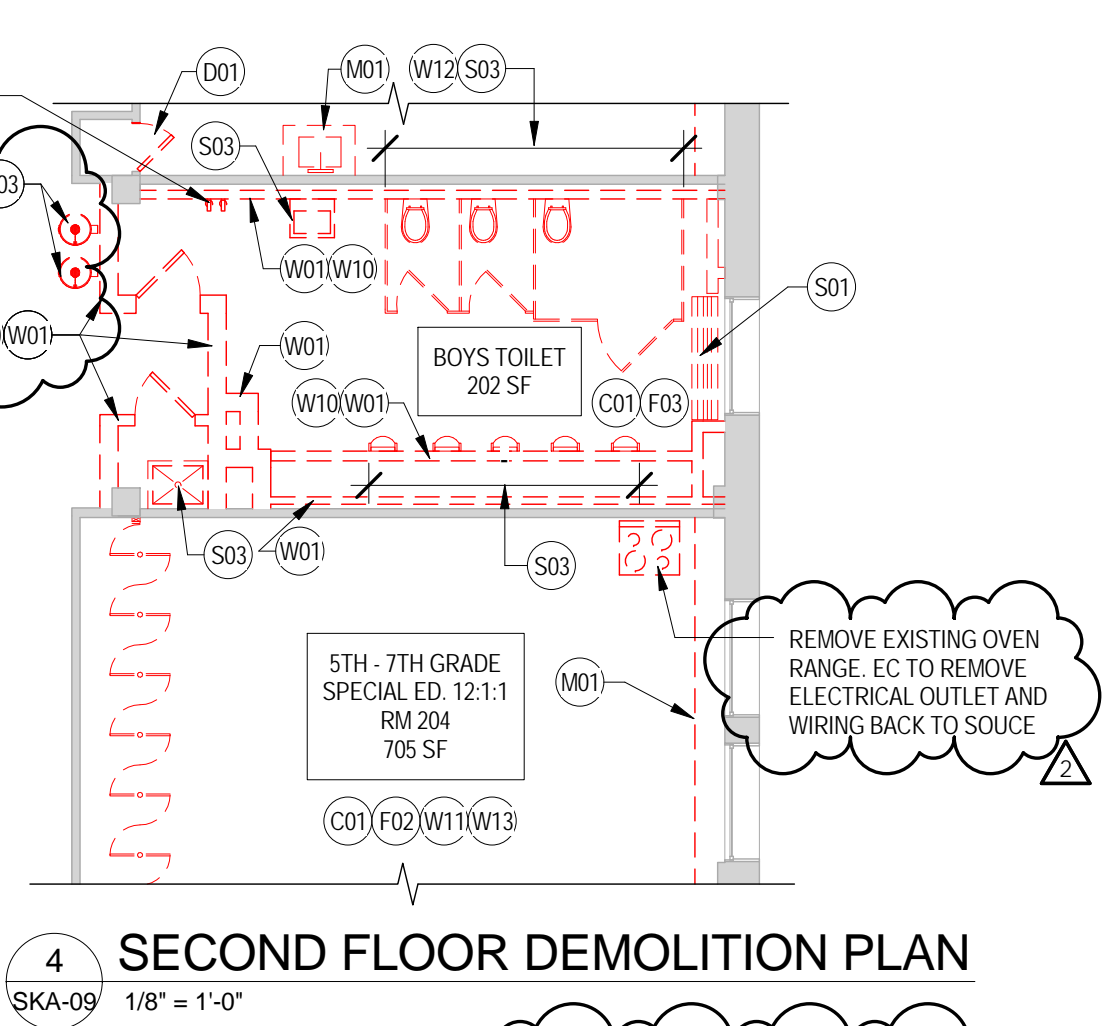 D01
M01
W12
S03
S03
03
W01
W10
S01
W01
W01
BOYS TOILET
202 SF
W10
W01
C01
F03
S03
W01
S03
REMOVE EXISTING OVEN
RANGE. EC TO REMOVE
ELECTRICAL OUTLET AND
WIRING BACK TO SOUCE
2
5TH - 7TH GRADE
SPECIAL ED. 12:1:1
RM 204
705 SF
M01
C01
F02
W11
W13
4
SKA-09
SECOND FLOOR DEMOLITION PLAN
1/8" = 1'-0"